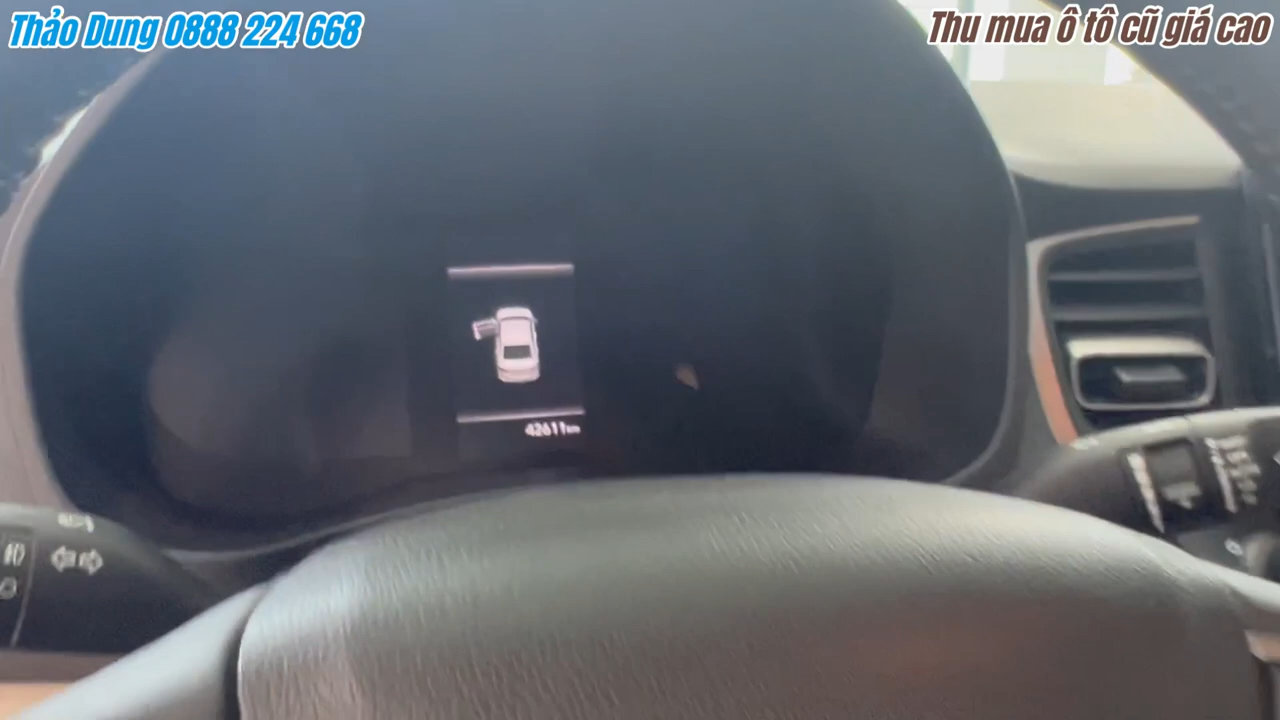 Thảo Dung 0888 224 668
Thu mua ô tô cũ giá cao
42611km